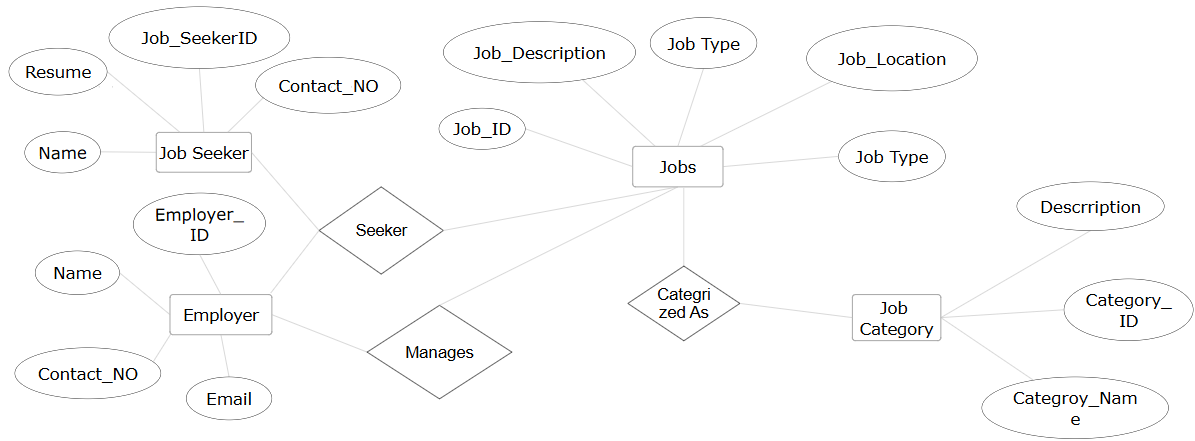 Job_SeekerID
Resume
Contact_NO
Name
Job Seeker
Job_Description
Job Type
Job_Location
Job_ID
Jobs
Job Type
Employer_
ID
Seeker
Descrription
Name
Employer
Contact_NO
Email
Manages
Categri
zed As
Job
Category
Category_
ID
Categroy_Nam
e